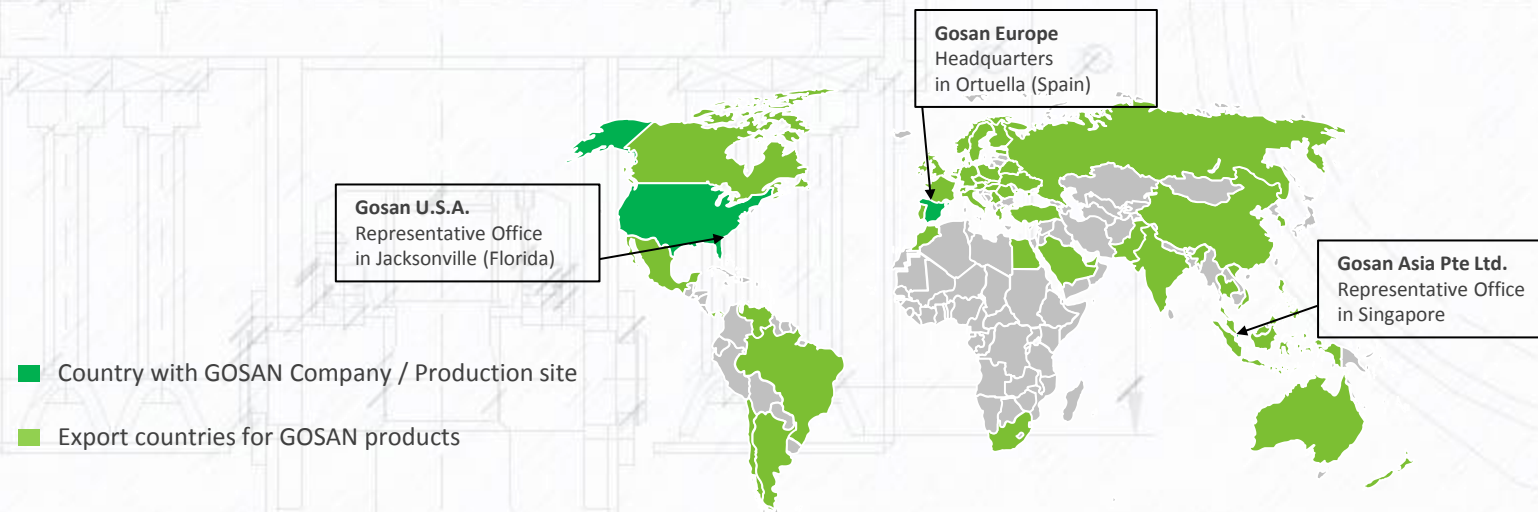 Gosan Europe
Headquarters
in Ortuella (Spain)
Gosan U.S.A.
Representative Office
in Jacksonville (Florida)
Gosan Asia Pte Ltd.
Representative Office
in Singapore
Country with GOSAN Company / Production site
Export countries for GOSAN products